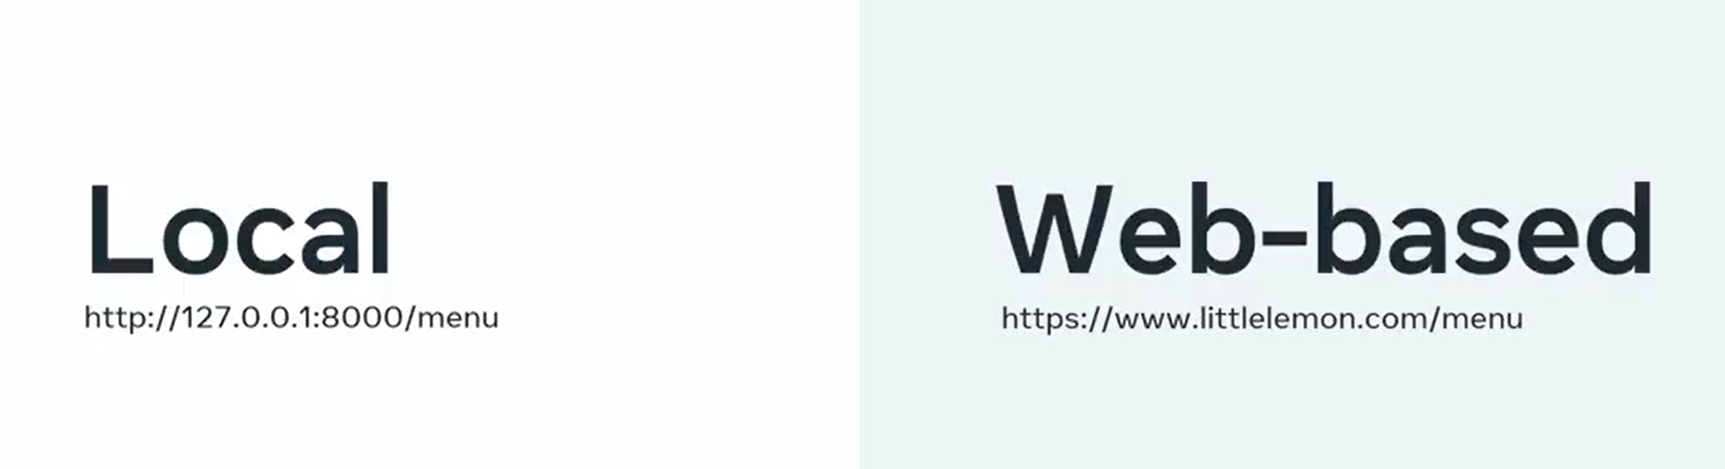 Local
http://127.0.0.1:8000/menu
Web-based
https://www.littlelemon.com/menu